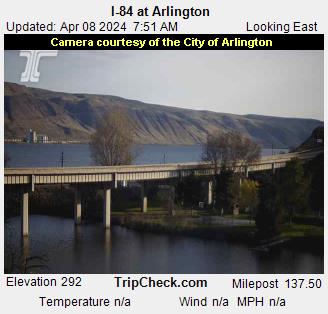 I-84 at Arlington
Updated: Apr 08 2024 7:51 AM Looking East
Camera courtesy of the City of Arlington
Elevation 292 TripCheck.com Milepost 137.50
Temperature n/a Wind n/a MPH n/a